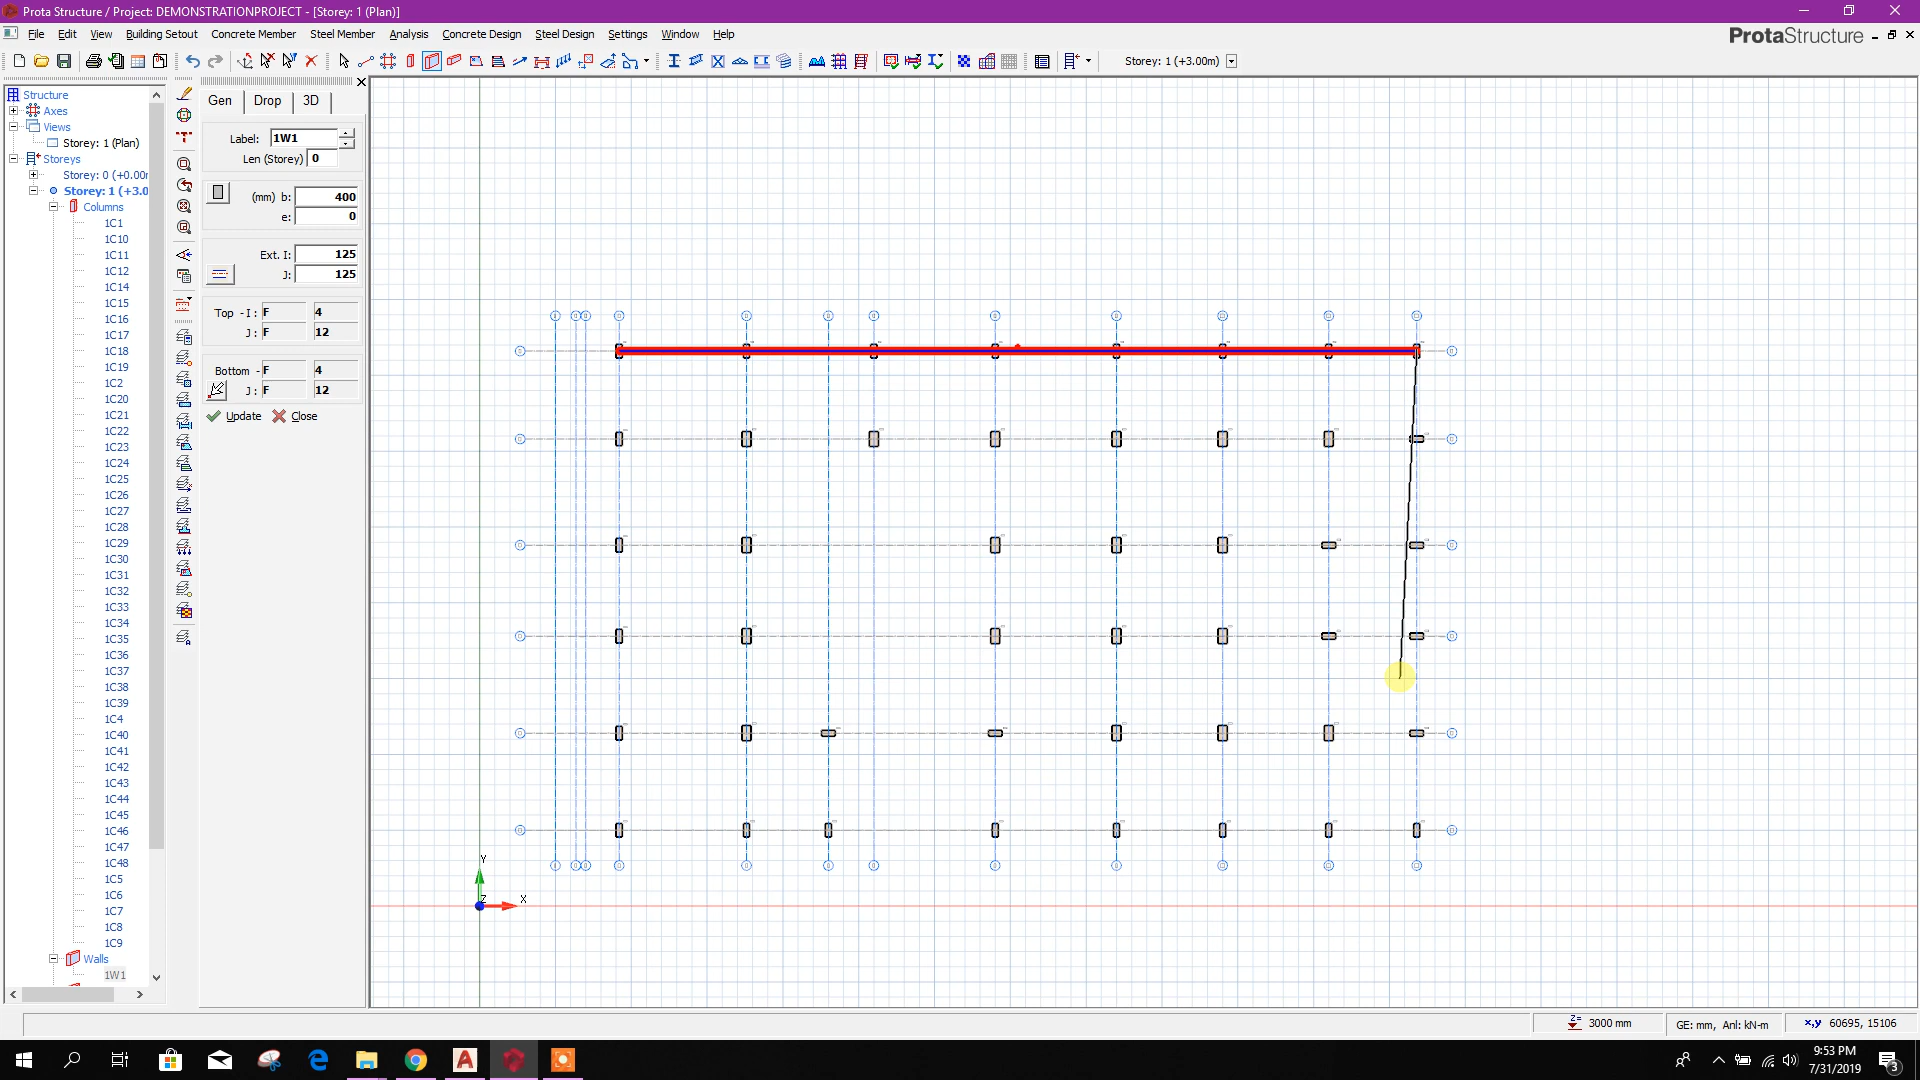 Prota Structure / Project: DEMONSTRATIONPROJECT - [Storey: 1 (Plan)]
File Edit View Building Setout Concrete Member Steel Member Analysis Concrete Design Steel Design Settings Window Help
ProtaStructure
Storey: 1 (+3.00m)
Structure
Axes
Views
Storey: 1 (Plan)
Storeys
Storey: 0 (+0.00m
Storey: 1 (+3.0
Columns
1C1
1C10
1C11
1C12
1C14
1C15
1C16
1C17
1C18
1C19
1C2
1C20
1C21
1C22
1C23
1C24
1C25
1C26
1C27
1C28
1C29
1C30
1C31
1C32
1C33
1C34
1C35
1C36
1C37
1C38
1C39
1C4
1C40
1C41
1C42
1C43
1C44
1C45
1C46
1C47
1C48
1C5
1C6
1C7
1C8
1C9
Walls
1W1
Gen Drop 3D
Label: 1W1
Len (Storey) 0
(mm) b: 400
e: 0
Ext. I: 125
J: 125
Top -I: F 4
J: F 12
Bottom - F 4
J: F 12
Update Close
Y
Z
X
Z= 3000 mm
GE: mm, Anl: kN-m
x,y 60695, 15106
9:53 PM
7/31/2019
3